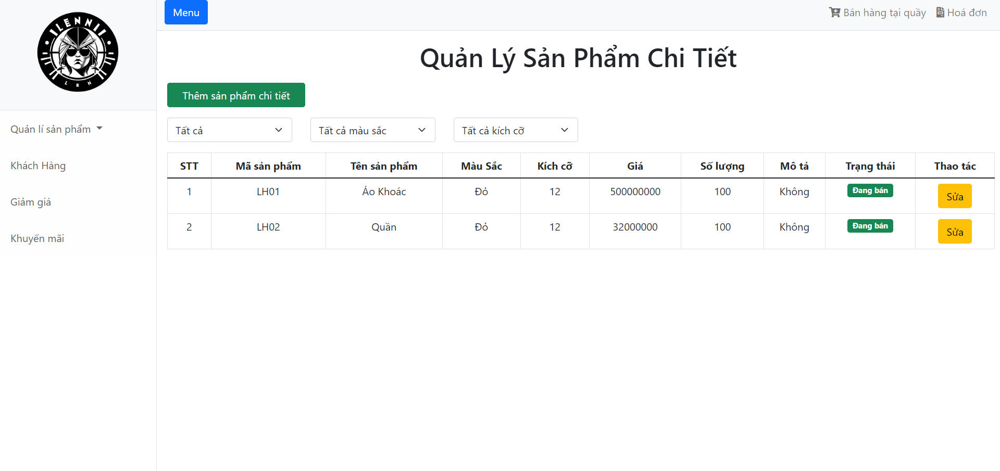 LENNI
LEN
Menu
Bán hàng tại quầy Hoá đơn
Quản Lý Sản Phẩm Chi Tiết
Thêm sản phẩm chi tiết
Quản lí sản phẩm
Khách Hàng
Giảm giá
Khuyến mãi
Tất cả Tất cả màu sắc Tất cả kích cỡ
STT Mã sản phẩm Tên sản phẩm Màu Sắc Kích cỡ Giá Số lượng Mô tả Trạng thái Thao tác
1 LH01 Áo Khoác Đỏ 12 500000000 100 Không Đang bán Sửa
2 LH02 Quần Đỏ 12 32000000 100 Không Đang bán Sửa